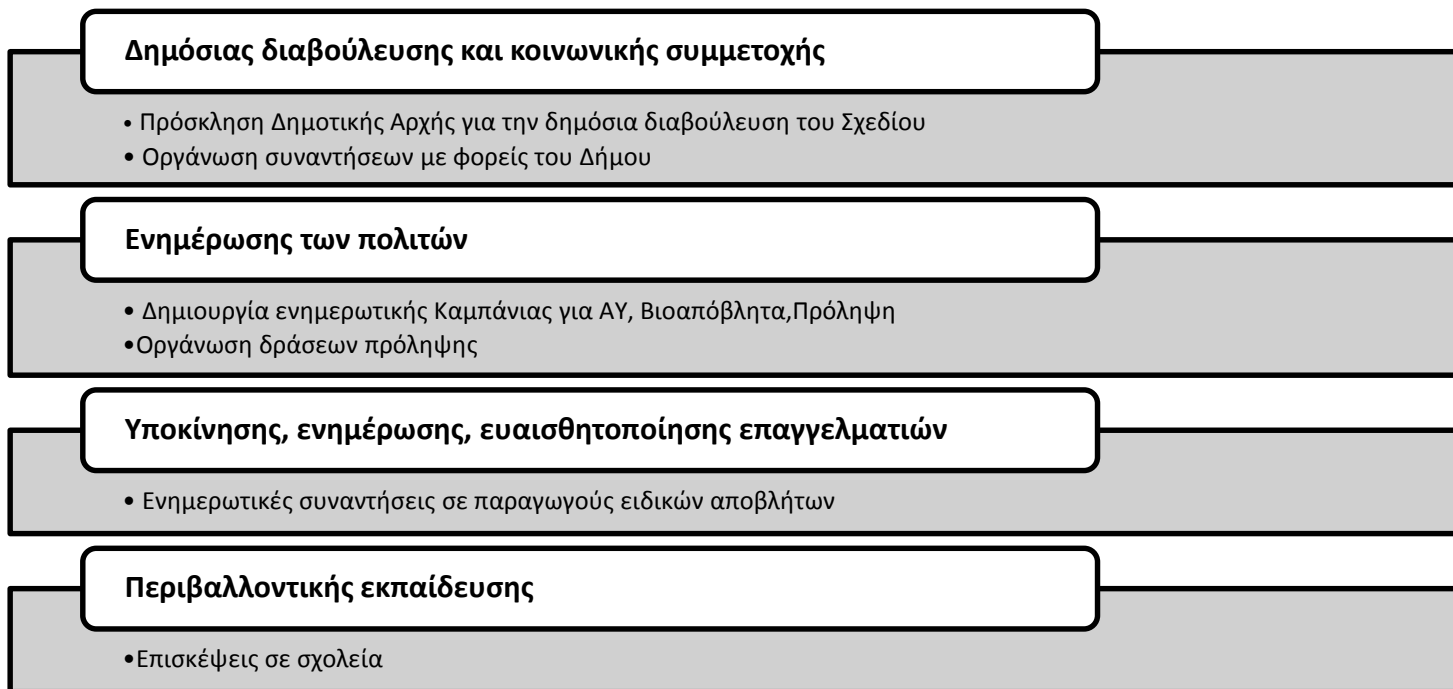 Δημόσιας διαβούλευσης και κοινωνικής συμμετοχής
• Πρόσκληση Δημοτικής Αρχής για την δημόσια διαβούλευση του Σχεδίου
• Οργάνωση συναντήσεων με φορείς του Δήμου
Ενημέρωσης των πολιτών
• Δημιουργία ενημερωτικής Καμπάνιας για ΑΥ, Βιοαπόβλητα,Πρόληψη
•Οργάνωση δράσεων πρόληψης
Υποκίνησης, ενημέρωσης, ευαισθητοποίησης επαγγελματιών
• Ενημερωτικές συναντήσεις σε παραγωγούς ειδικών αποβλήτων
Περιβαλλοντικής εκπαίδευσης
•Επισκέψεις σε σχολεία